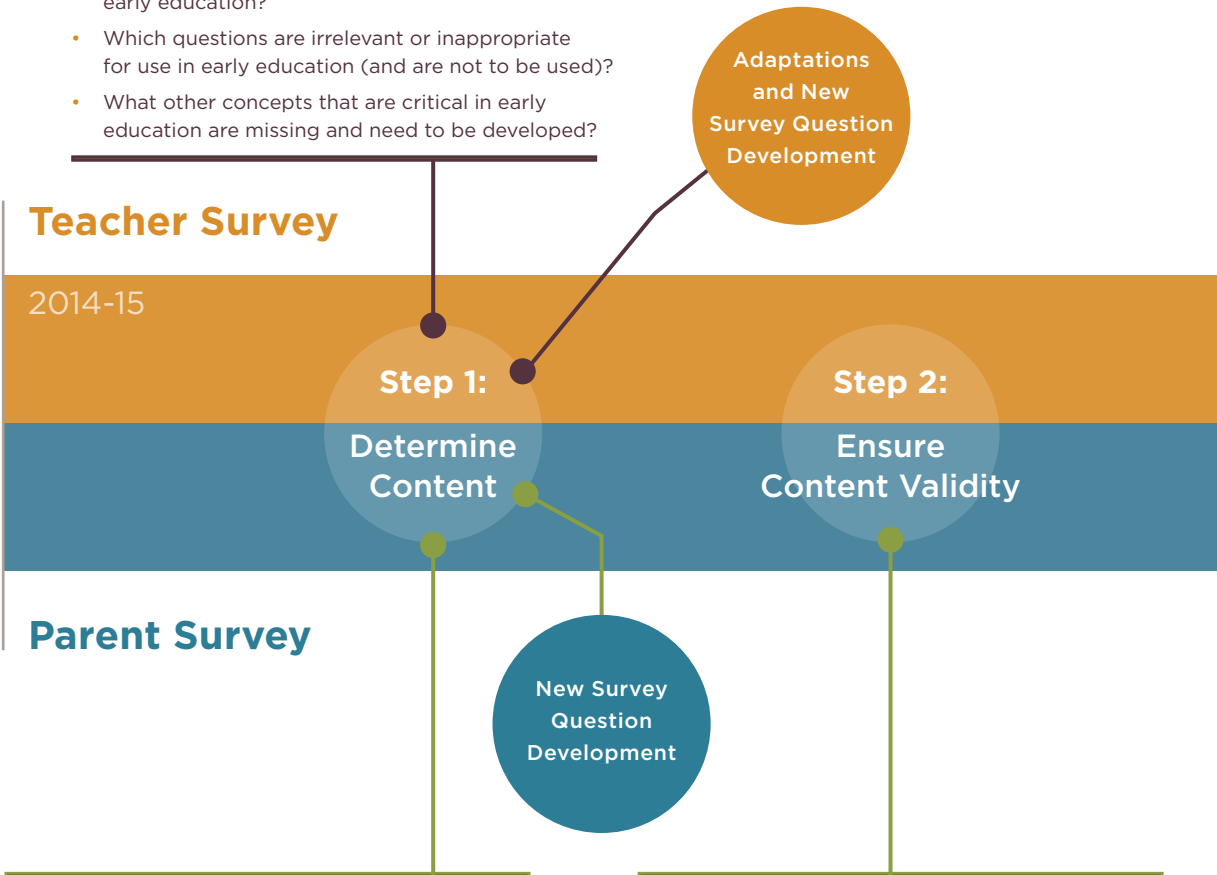 early education?
• Which questions are irrelevant or inappropriate
for use in early education (and are not to be used)?
• What other concepts that are critical in early
education are missing and need to be developed?
Adaptations
and New
Survey Question
Development
Teacher Survey
2014-15
Step 1:
Determine
Content
Step 2:
Ensure
Content Validity
Parent Survey
New Survey
Question
Development